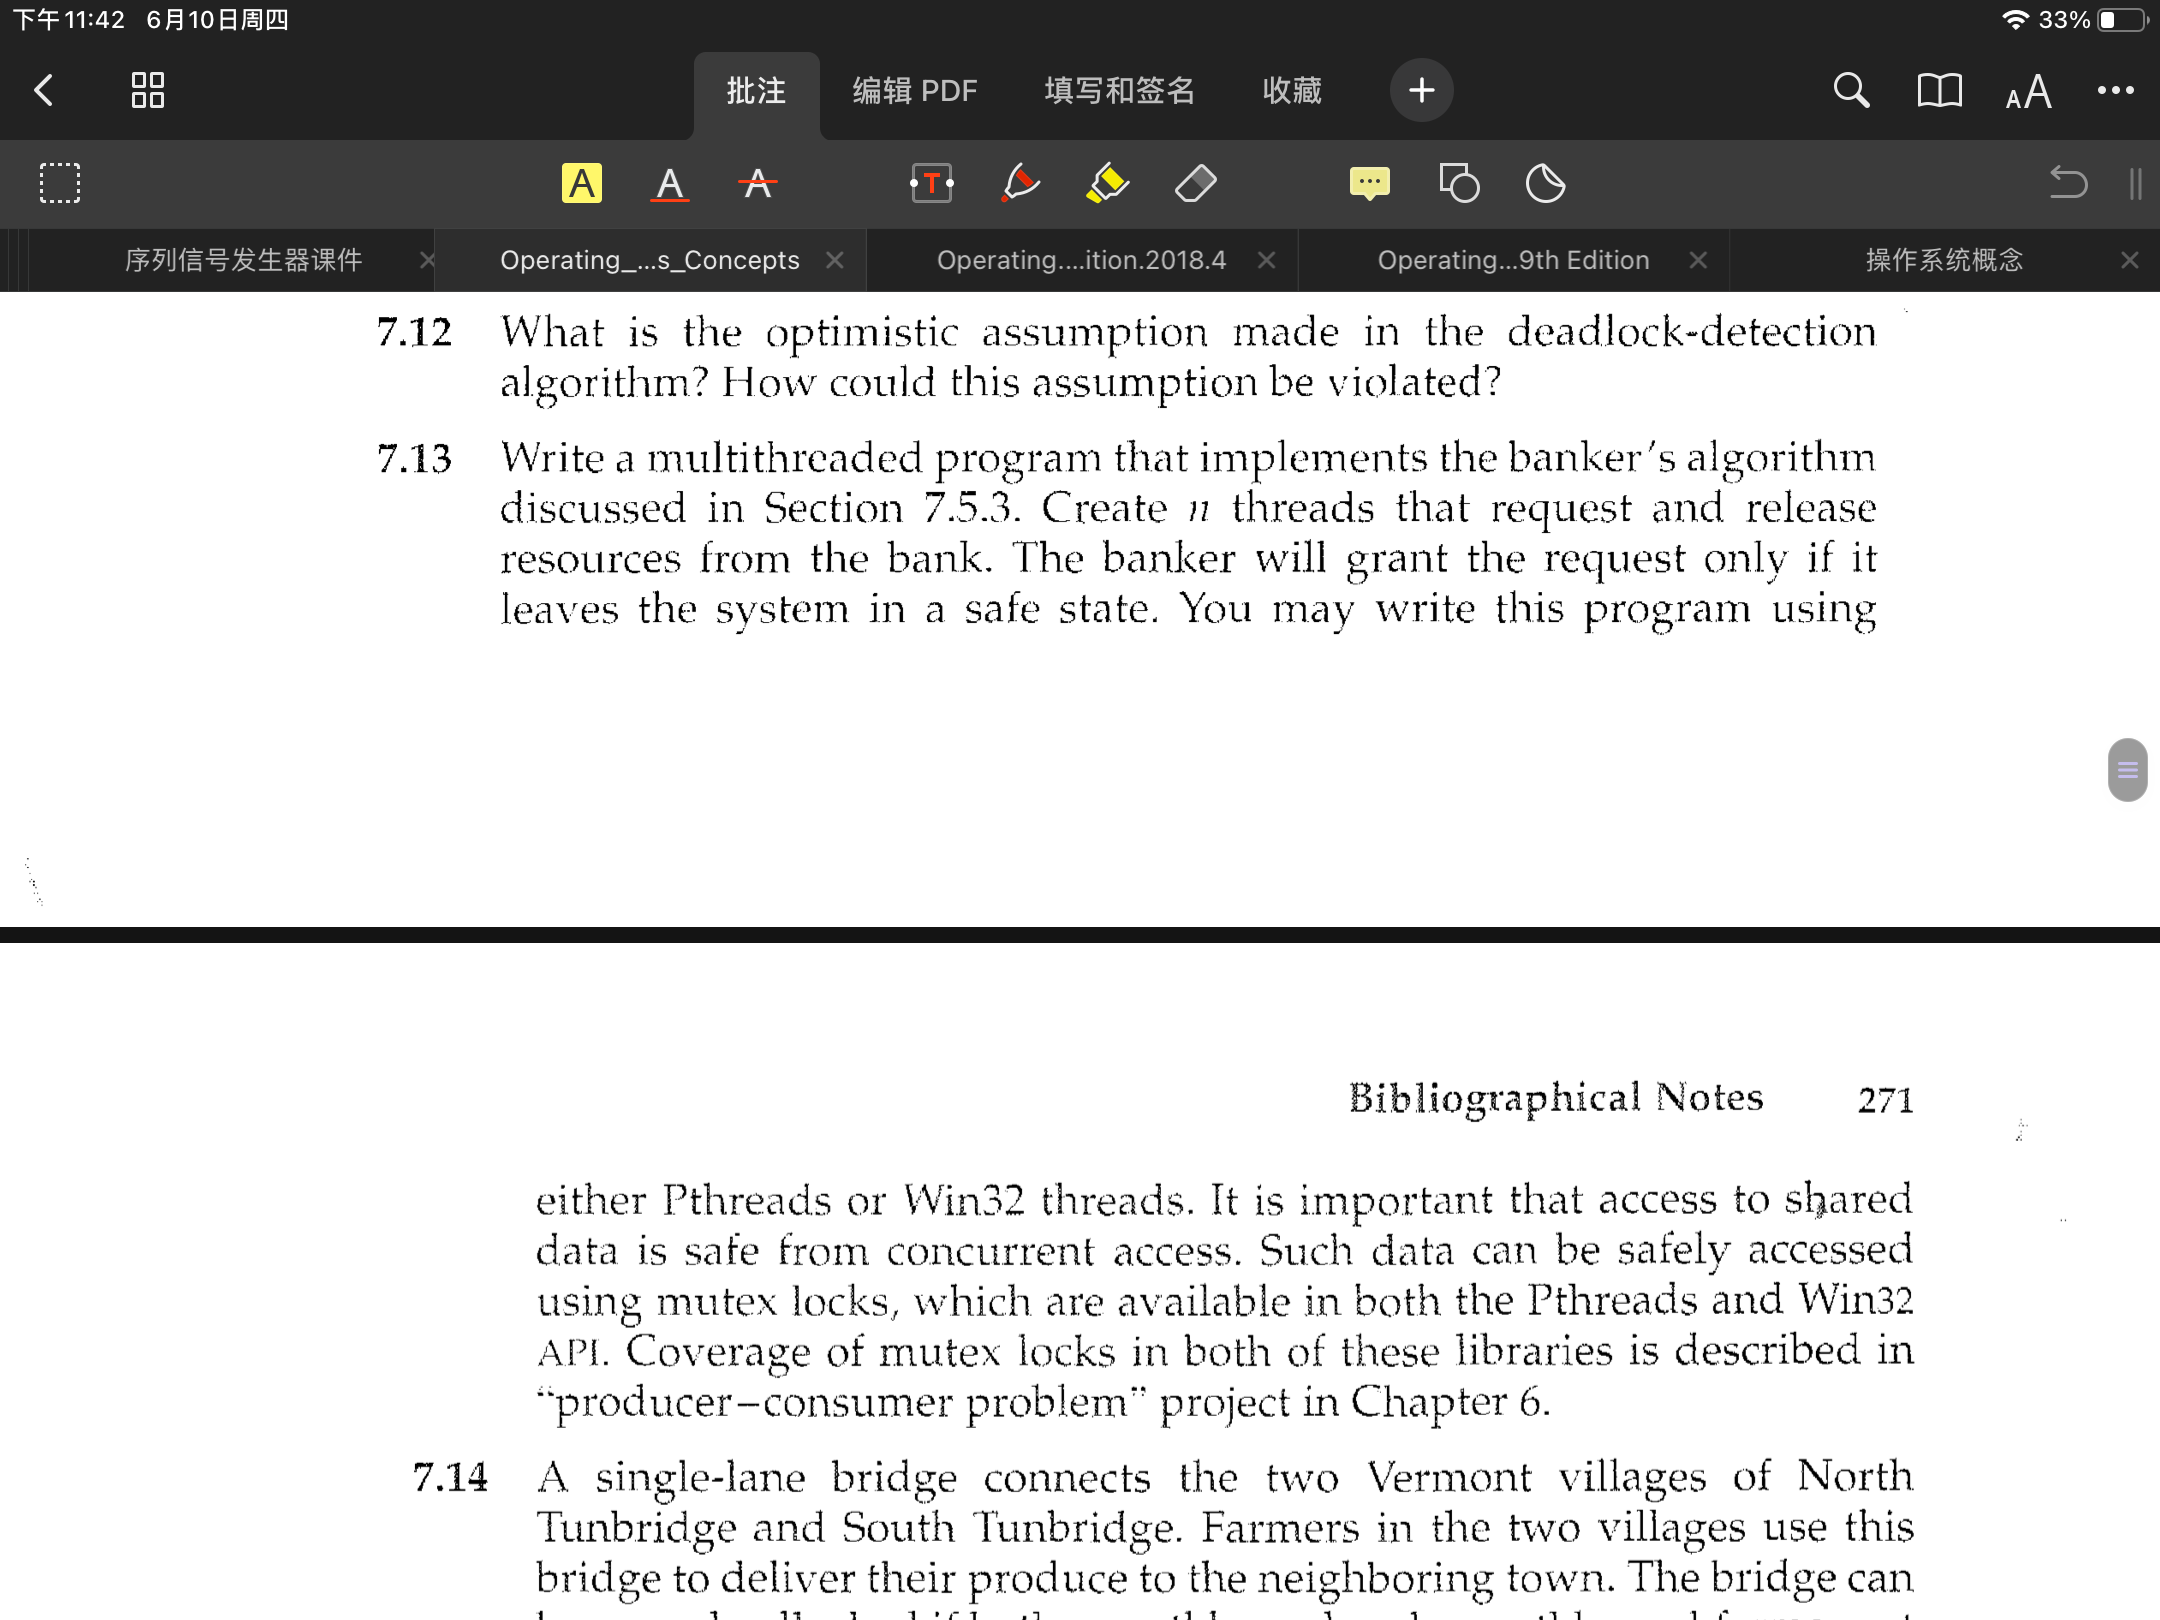 下午11:42 6月10日周四 33%
批注 编辑 PDF 填写和签名 收藏
AA
A A A T
序列信号发生器课件 Operating_...s_Concepts Operating....ition.2018.4 Operating...9th Edition 操作系统概念
7.12 What is the optimistic assumption made in the deadlock-detection
algorithm? How could this assumption be violated?
7.13 Write a multithreaded program that implements the banker's algorithm
discussed in Section 7.5.3. Create n threads that request and release
resources from the bank. The banker will grant the request only if it
leaves the system in a safe state. You may write this program using
Bibliographical Notes 271
either Pthreads or Win32 threads. It is important that access to shared
data is safe from concurrent access. Such data can be safely accessed
using mutex locks, which are available in both the Pthreads and Win32
API. Coverage of mutex locks in both of these libraries is described in
“producer–consumer problem” project in Chapter 6.
7.14 A single-lane bridge connects the two Vermont villages of North
Tunbridge and South Tunbridge. Farmers in the two villages use this
bridge to deliver their produce to the neighboring town. The bridge can